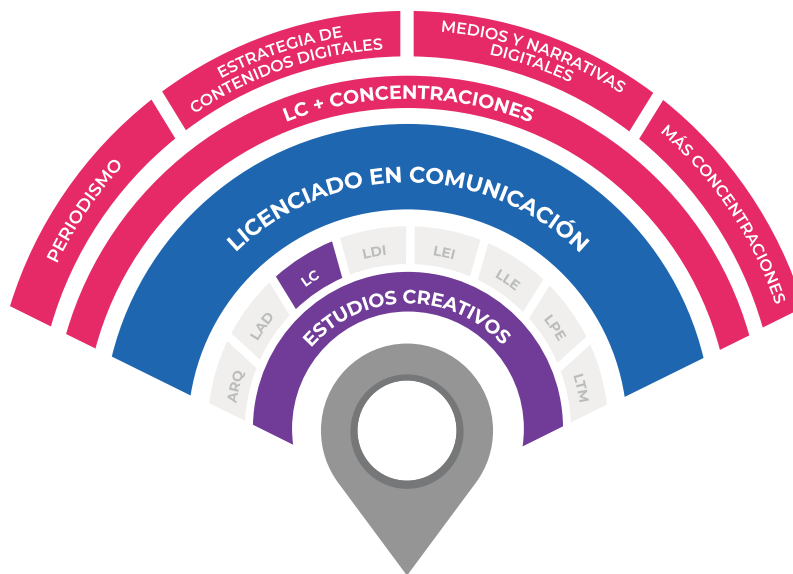 ESTRATEGIA DE
CONTENIDOS DIGITALES
MEDIOS Y NARRATIVAS
DIGITALES
PERIODISMO
MÁS CONCENTRACIONES
LC + CONCENTRACIONES
LICENCIADO EN COMUNICACIÓN
ARQ
LAD
LC
LDI
LEI
LLE
LPE
LTM
ESTUDIOS CREATIVOS